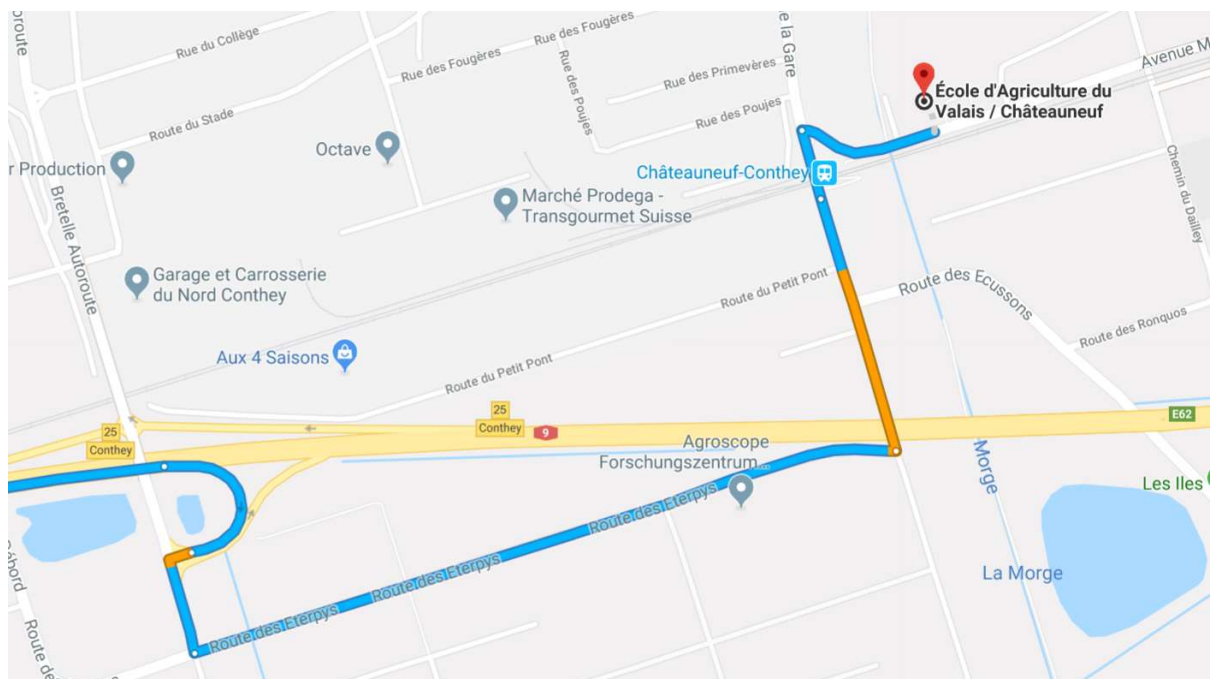 Rue du Collège
Rue des Fougères
Rue des Fougères
Rue des Poujes
Rue des Primevères
Rue des Poujes
e la Gare
Avenue M
École d'Agriculture du
Valais / Châteauneuf
oroute
Route du Stade
r Production
Octave
Châteauneuf-Conthey
Marché Prodega -
Transgourmet Suisse
Chemin du Dailley
Bretelle Autoroute
Garage et Carrosserie
du Nord Conthey
Route du Petit Pont
Route des Ecussons
Route des Ronquos
Aux 4 Saisons
Route du Petit Pont
25
Conthey
25
Conthey
9
E62
Agroscope
Forschungszentrum...
Morge
Les Iles
Route des Eterpys
Route des Eterpys
Route des Eterpys
Route des Eterpys
La Morge
Débord
Route des